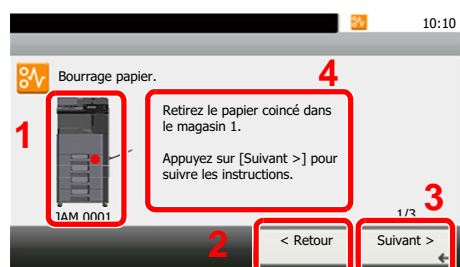 10:10
Bourrage papier.
4
1
Retirez le papier coincé dans
le magasin 1.
Appuyez sur [Suivant >] pour
suivre les instructions.
JAM 0001
1/3
3
2
< Retour
Suivant >